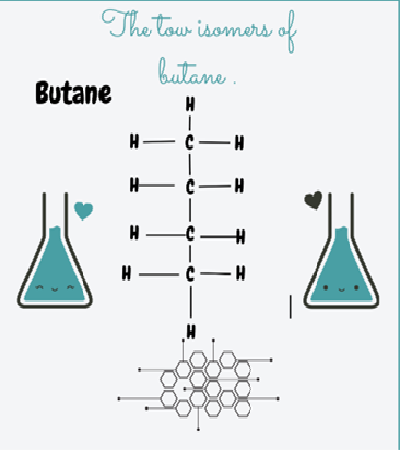 The tow isomers of
butane .
Butane
H
H C H
H C H
H C H
H C H
H